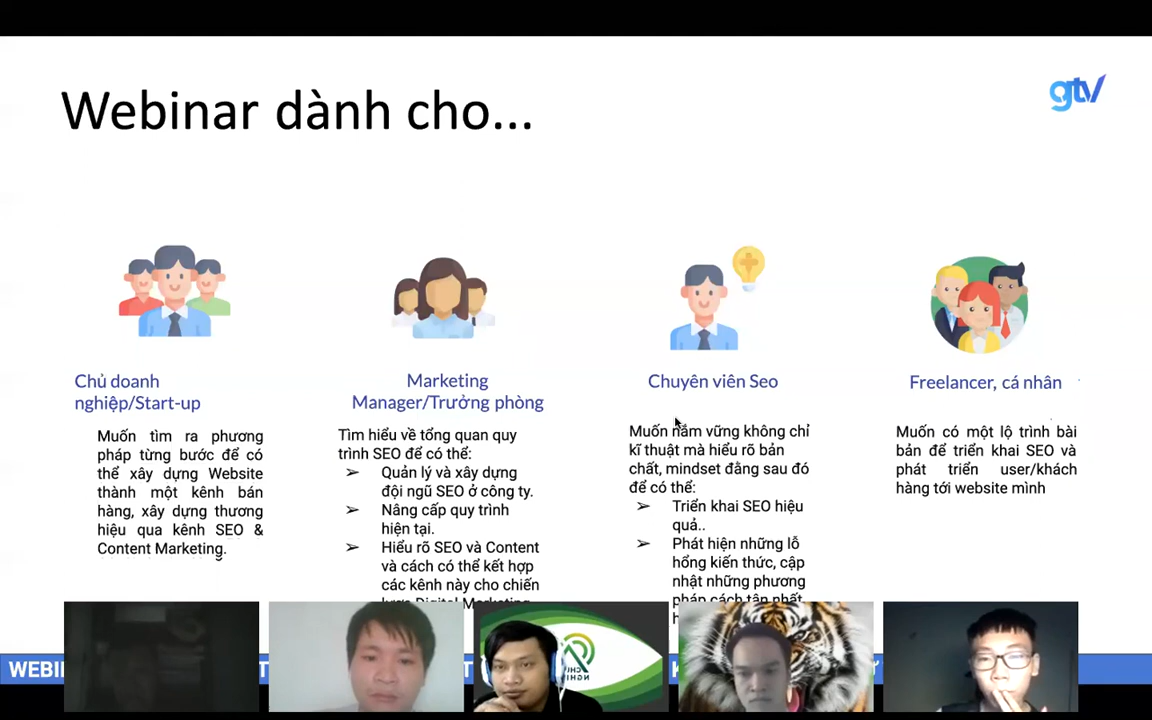 Webinar dành cho...
gtv
Chủ doanh
nghiệp/Start-up
Muốn tìm ra phương
pháp từng bước để có
thể xây dựng Website
thành một kênh bán
hàng, xây dựng thương
hiệu qua kênh SEO &
Content Marketing.
Marketing
Manager/Trưởng phòng
Tìm hiểu về tổng quan quy
trình SEO để có thể:
➢ Quản lý và xây dựng
đội ngũ SEO ở công ty.
➢ Nâng cấp quy trình
hiện tại.
➢ Hiểu rõ SEO và Content
và cách có thể kết hợp
các kênh này cho chiến
lược Digital Marketing
Chuyên viên Seo
Muốn nắm vững không chỉ
kĩ thuật mà hiểu rõ bản
chất, mindset đằng sau đó
để có thể:
➢ Triển khai SEO hiệu
quả..
➢ Phát hiện những lỗ
hổng kiến thức, cập
nhật những phương
pháp cách tân nhất
Freelancer, cá nhân
Muốn có một lộ trình bài
bản để triển khai SEO và
phát triển user/khách
hàng tới website mình
WEBI